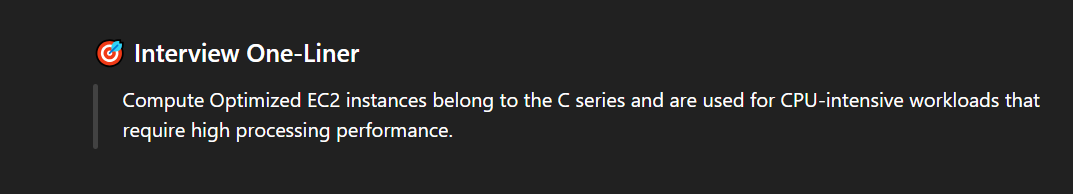 🎯 Interview One-Liner
Compute Optimized EC2 instances belong to the C series and are used for CPU-intensive workloads that
require high processing performance.